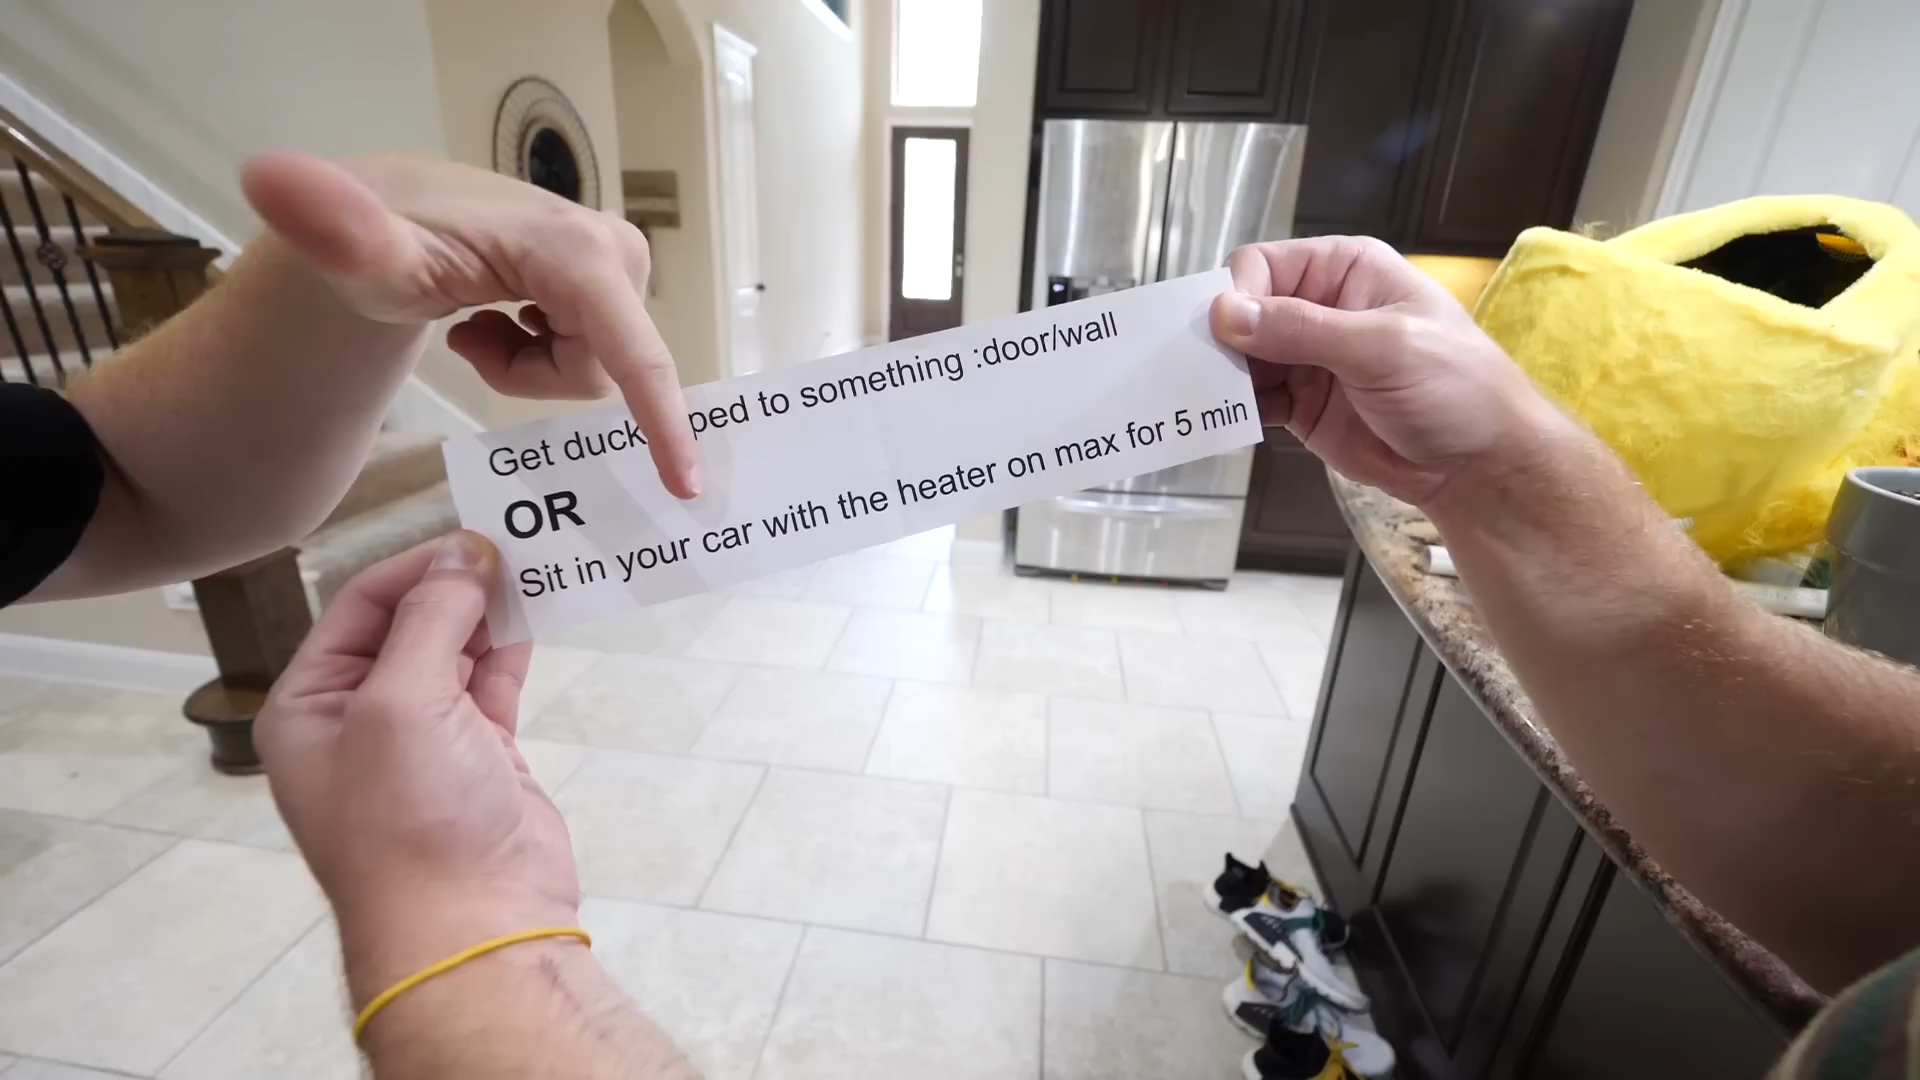 Get duck ped to something :door/wall
OR
Sit in your car with the heater on max for 5 min